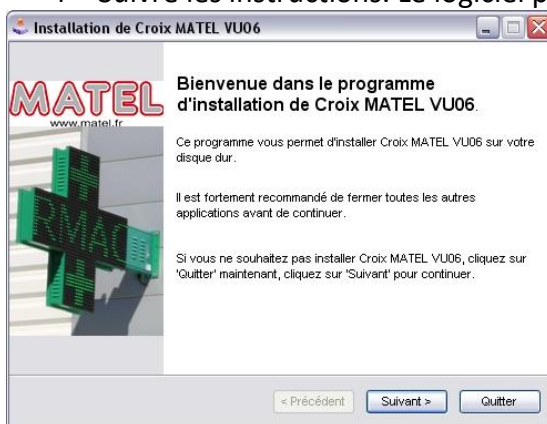 Suivre les instructions. Le logiciel p
Installation de Croix MATEL VU06
MATEL
www.matel.fr
RMAC
Bienvenue dans le programme
d'installation de Croix MATEL VU06.
Ce programme vous permet d'installer Croix MATEL VU06 sur votre
disque dur.
Il est fortement recommandé de fermer toutes les autres
applications avant de continuer.
Si vous ne souhaitez pas installer Croix MATEL VU06, cliquez sur
'Quitter' maintenant, cliquez sur 'Suivant' pour continuer.
< Précédent
Suivant >
Quitter